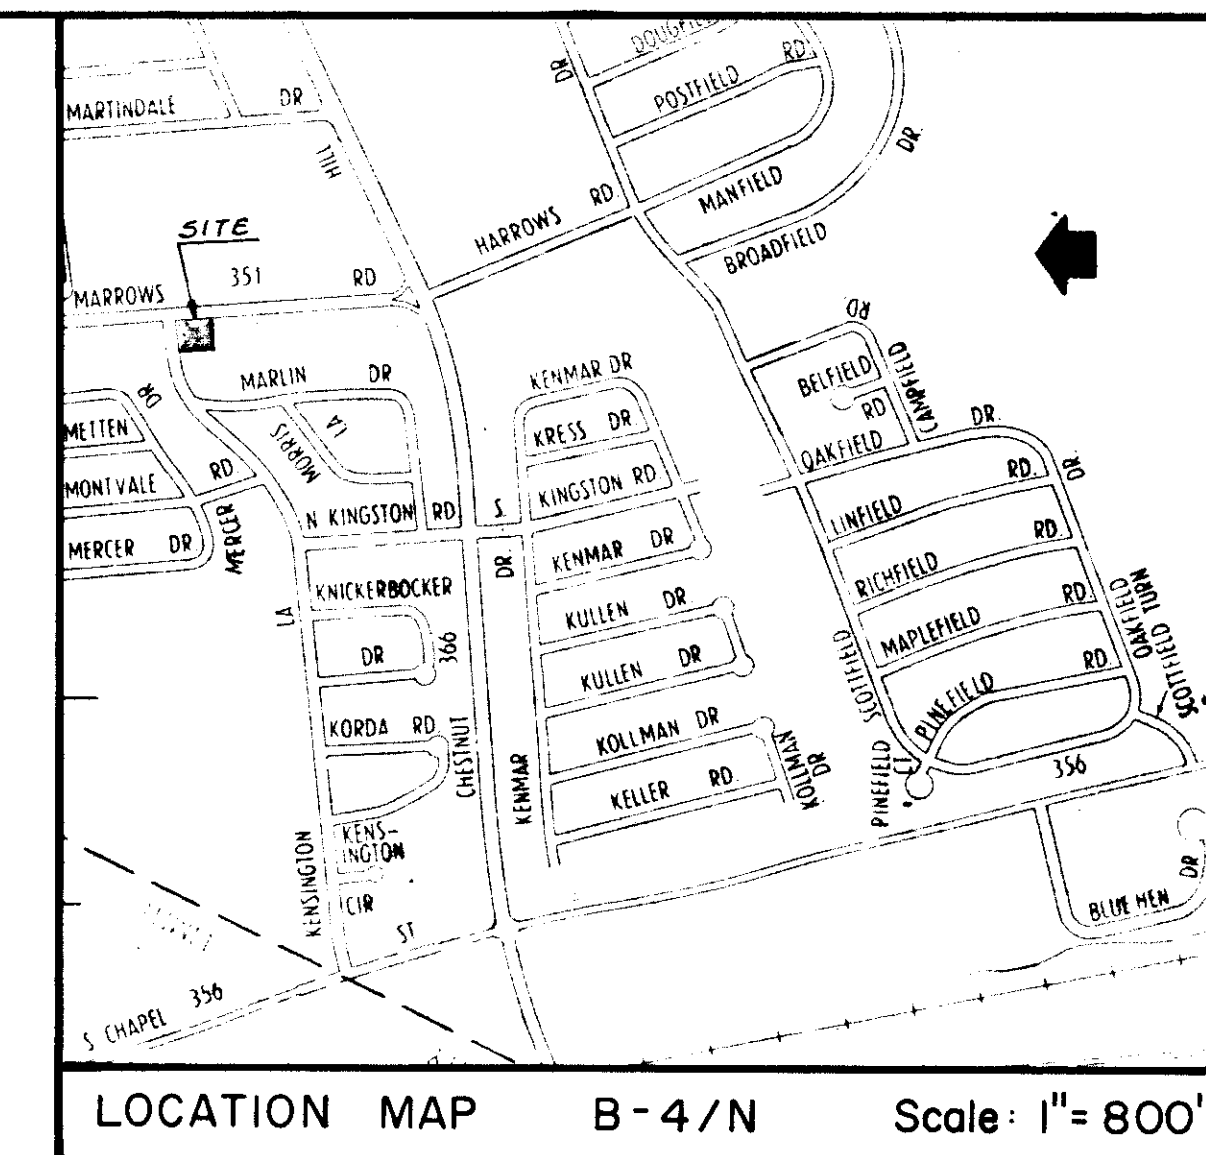 DOUGFIELD
DR
RD.
POSTFIELD
MARTINDALE DR
HILL
DR.
HARROWS RD.
MANFIELD
BROADFIELD
SITE
351
MARROWS RD
RD
MARLIN DR
DR
KENMAR DR
BELFIELD
RD
CAMPFIELD
DR.
METTEN
MORRIS
LA
KRESS DR.
OAKFIELD
DR.
MONTVALE
RD.
KINGSTON RD
LINFIELD RD.
N KINGSTON RD
S.
MERCER DR
MERCER
KENMAR DR
DR.
RICHFIELD RD.
KNICKERBOCKER
DR
LA
366
KULLEN DR.
MAPLEFIELD RD.
OAKFIELD
SCOTTFIELD TURN
KULLEN DR
SCOTTFIELD
PINEFIELD RD.
KORDA RD
CHESTNUT
KOLLMAN DR
KOLLMAN DR
PINEFIELD CT.
356
KENMAR
KELLER RD.
KENSINGTON
KENS-
INGTON
CIR
DR
BLUE HEN
ST
356
S CHAPEL
LOCATION MAP B-4/N Scale: 1"= 800'